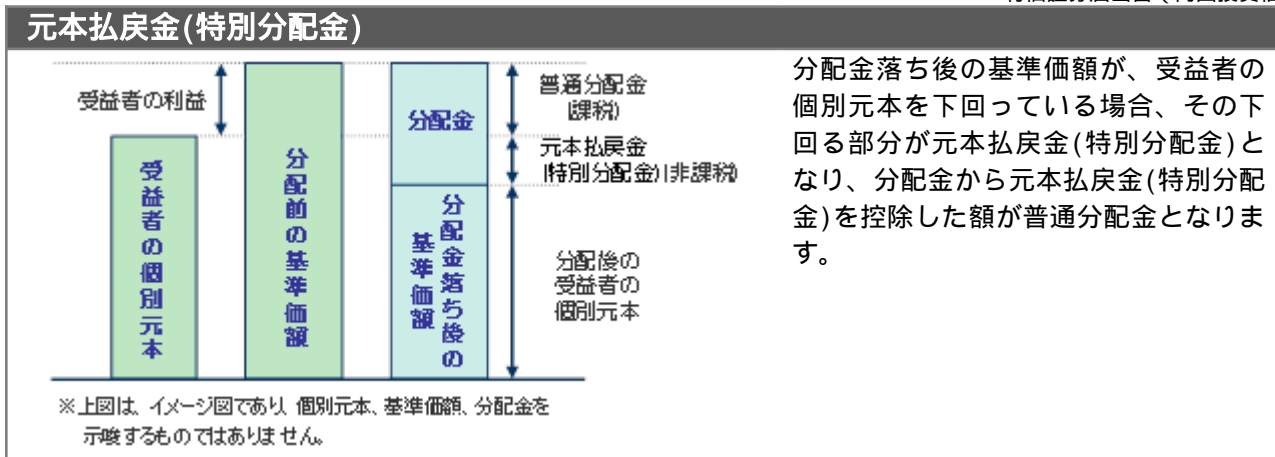 元本払戻金(特別分配金)
受益者の利益
受益者の個別元本
分配前の基準価額
分配金
分配金落ち後の
基準価額
普通分配金
(課税)
元本払戻金
(特別分配金)(非課税)
分配後の
受益者の
個別元本
※上図は、イメージ図であり、個別元本、基準価額、分配金を
示唆するものではありません。
分配金落ち後の基準価額が、受益者の
個別元本を下回っている場合、その下
回る部分が元本払戻金(特別分配金)と
なり、分配金から元本払戻金(特別分配
金)を控除した額が普通分配金となりま
す。